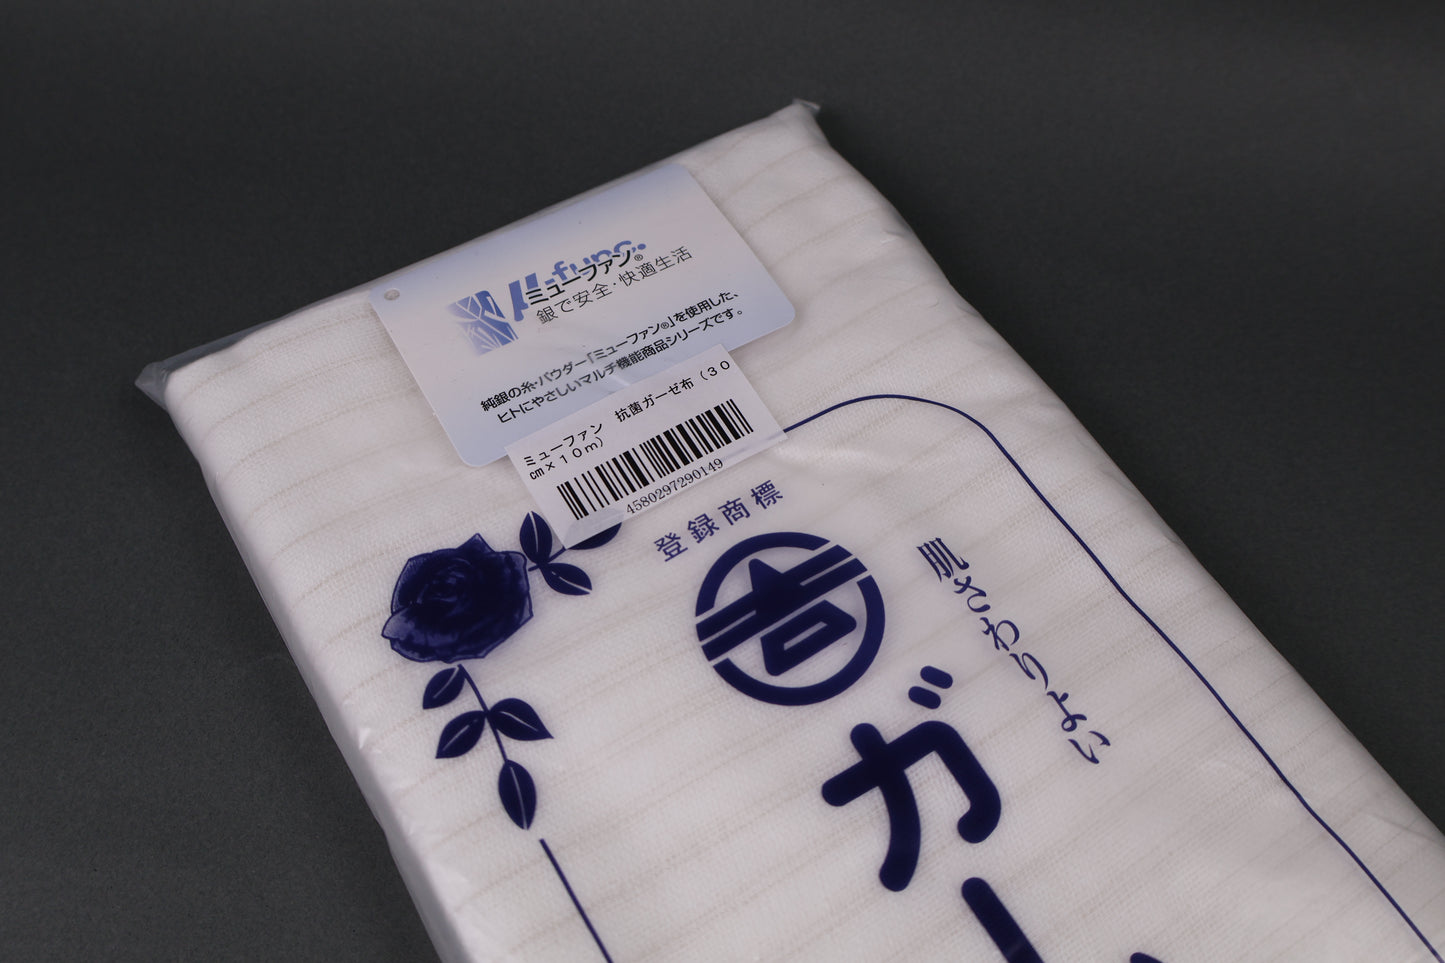 μ-func.
ミューファン®
銀で安全・快適生活
純銀の糸・パウダー「ミューファン®」を使用した、
ヒトにやさしいマルチ機能商品シリーズです。
ミューファン 抗菌ガーゼ布(30
cm×10m)
4580297290149
登録商標
肌ざわりよい
ガー